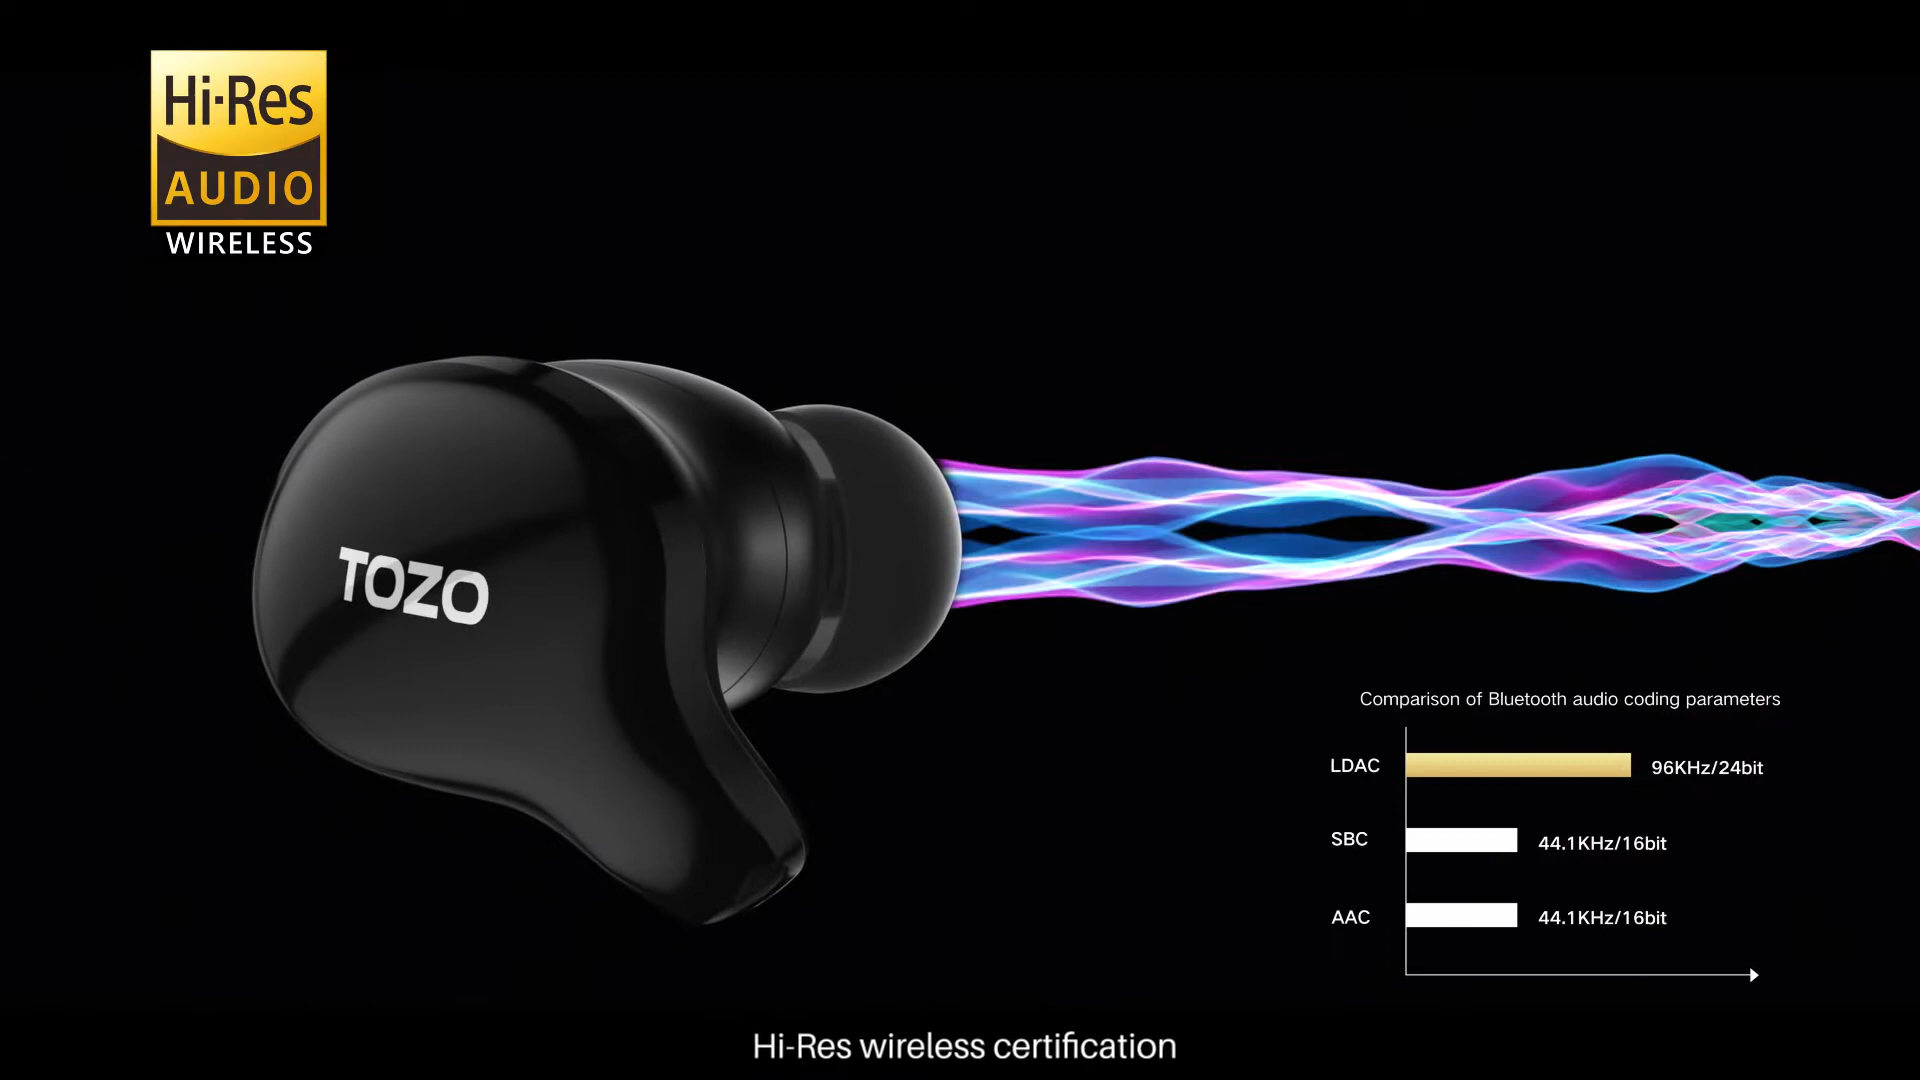 Hi-Res
AUDIO
WIRELESS
TOZO
Comparison of Bluetooth audio coding parameters
LDAC 96KHz/24bit
SBC 44.1KHz/16bit
AAC 44.1KHz/16bit
Hi-Res wireless certification